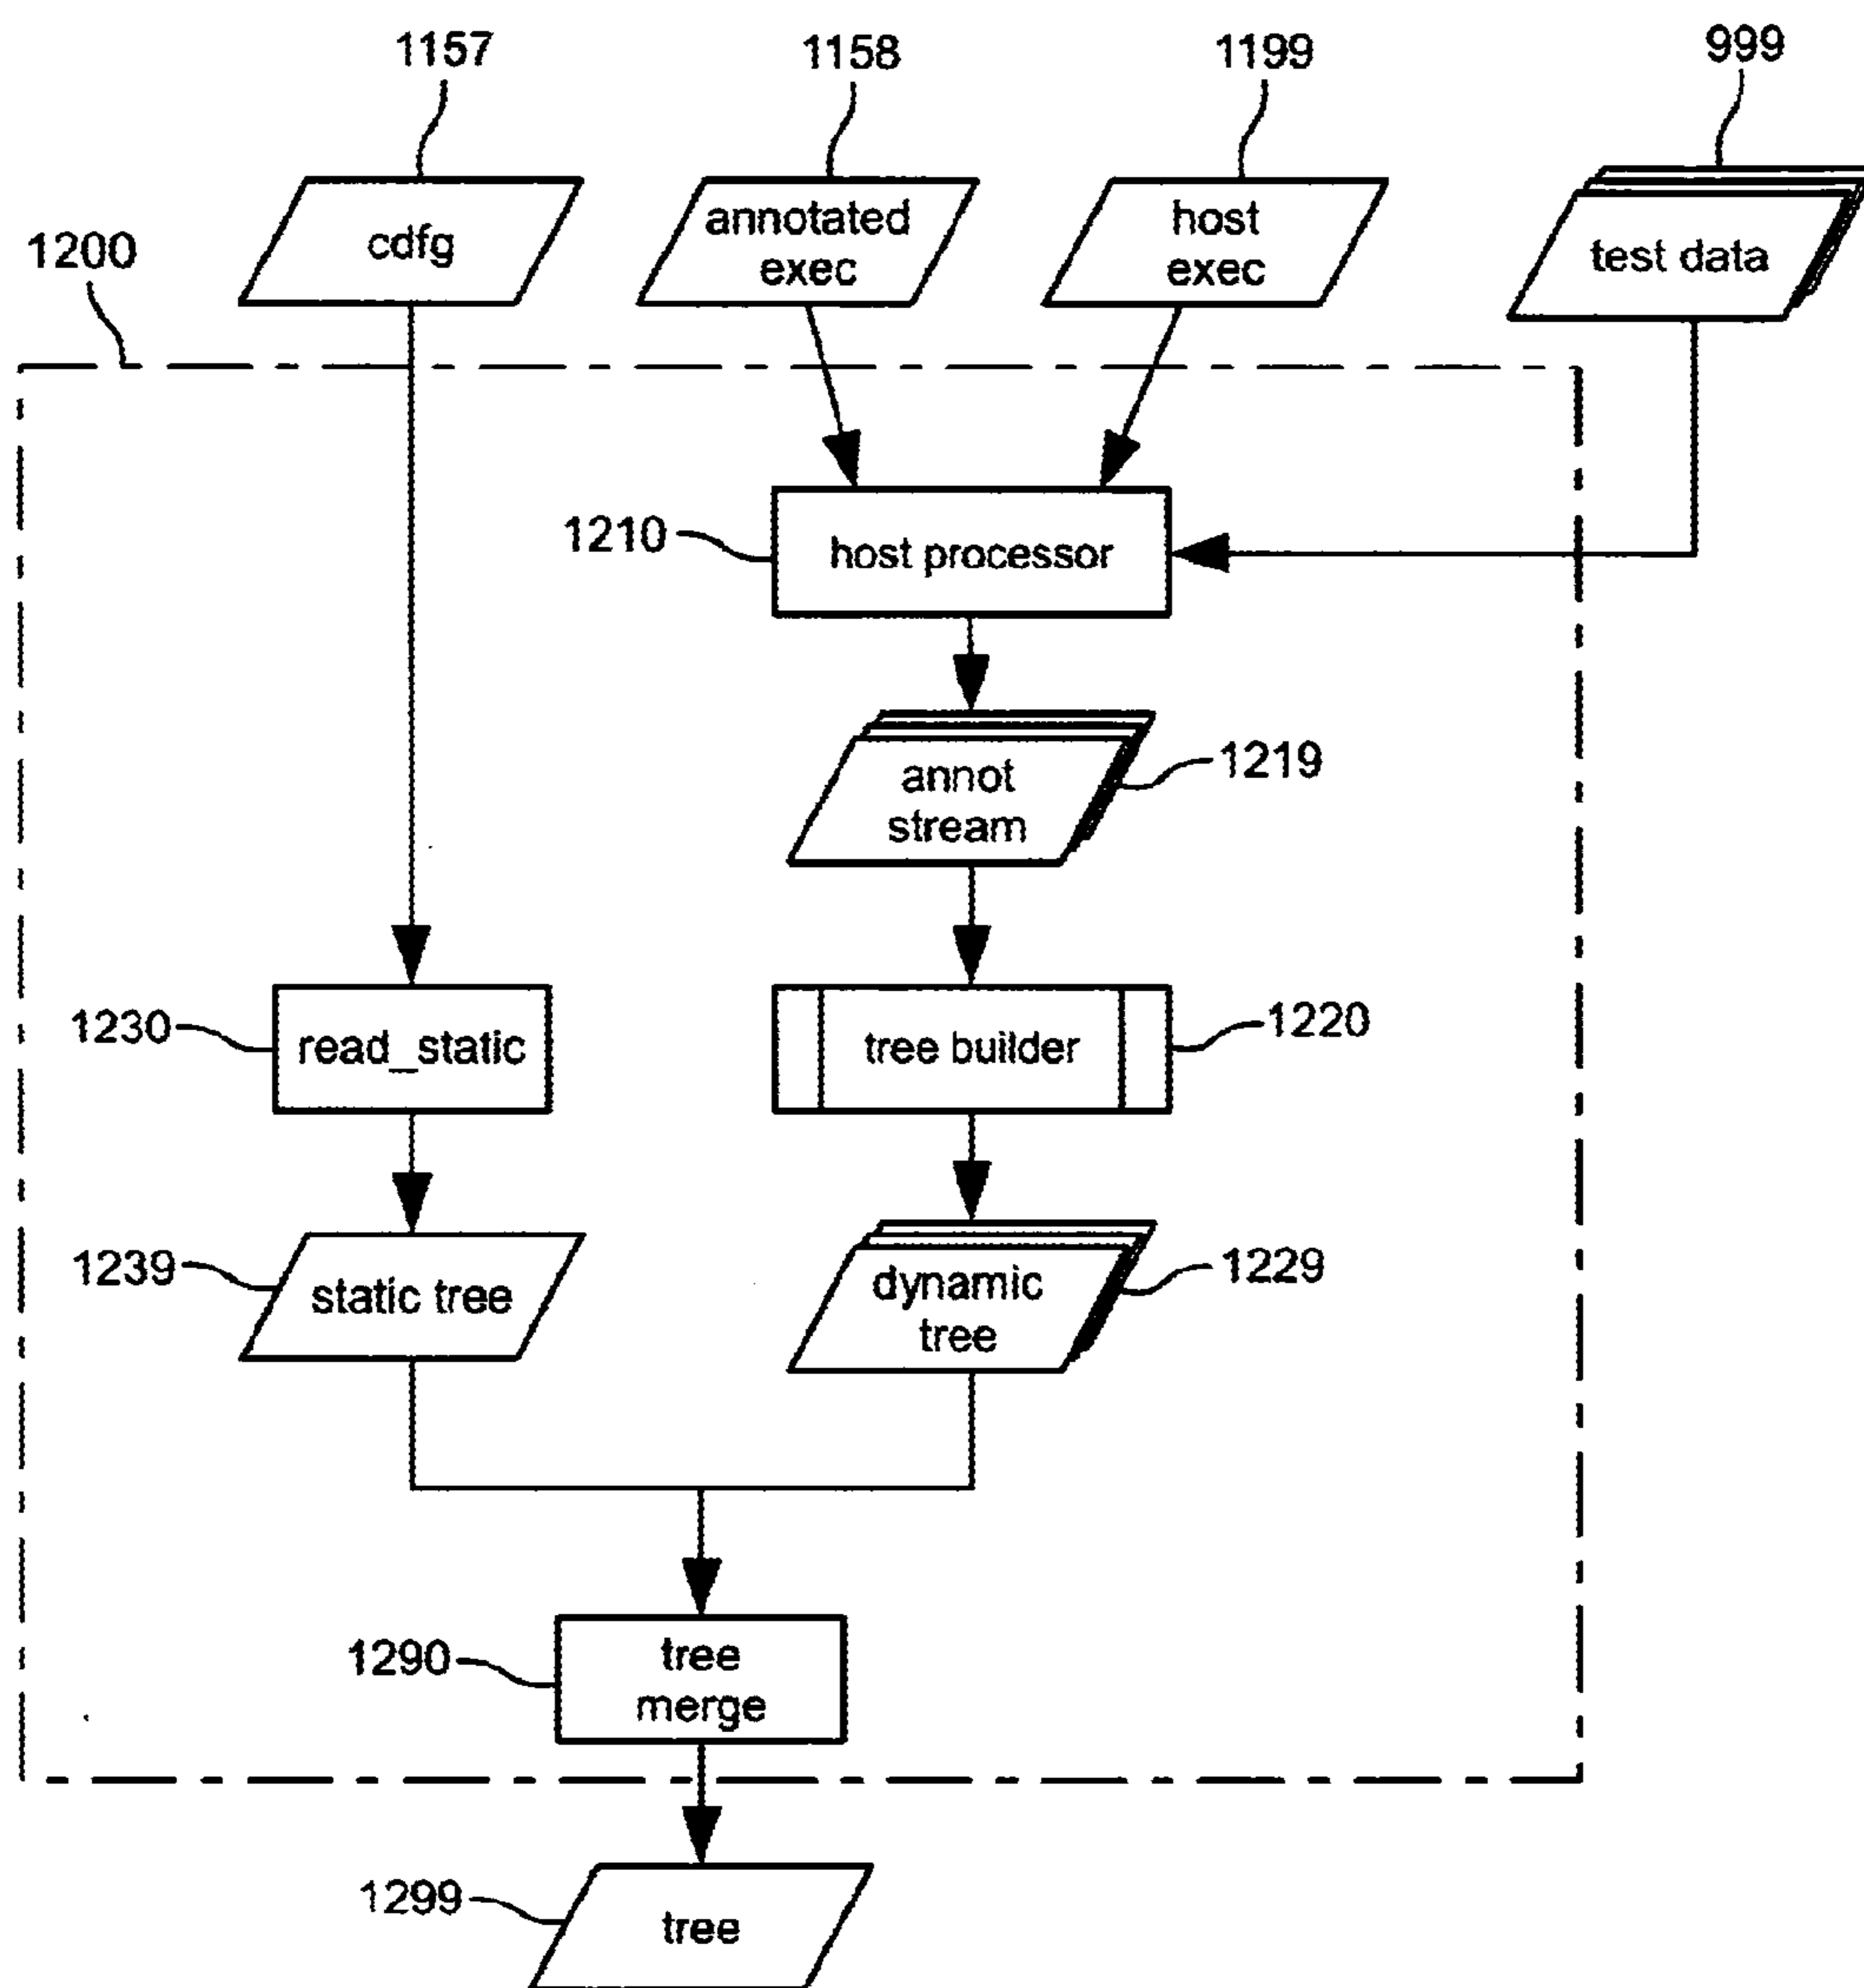 1157
1158
1199
999
cdfg
annotated
exec
host
exec
test data
1200
1210
host processor
annot
stream
1219
1230
read_static
tree builder
1220
1239
static tree
dynamic
tree
1229
1290
tree
merge
1299
tree